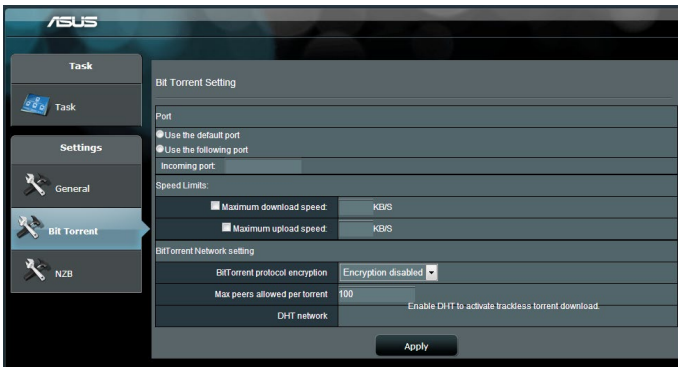 ASUS
Task
Task
Settings
General
Bit Torrent
NZB
Bit Torrent Setting
Port
Use the default port
Use the following port
Incoming port:
Speed Limits:
Maximum download speed: KB/S
Maximum upload speed: KB/S
BitTorrent Network setting
BitTorrent protocol encryption Encryption disabled
Max peers allowed per torrent 100
DHT network Enable DHT to activate trackless torrent download.
Apply